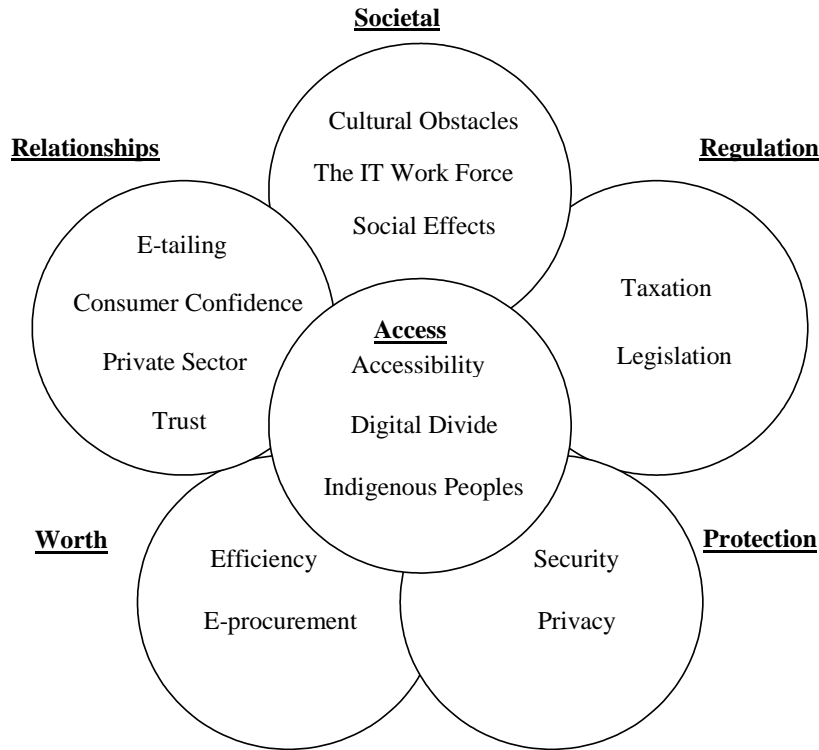 Societal
Cultural Obstacles
The IT Work Force
Social Effects
Relationships
E-tailing
Consumer Confidence
Private Sector
Trust
Regulation
Taxation
Legislation
Access
Accessibility
Digital Divide
Indigenous Peoples
Worth
Efficiency
E-procurement
Protection
Security
Privacy